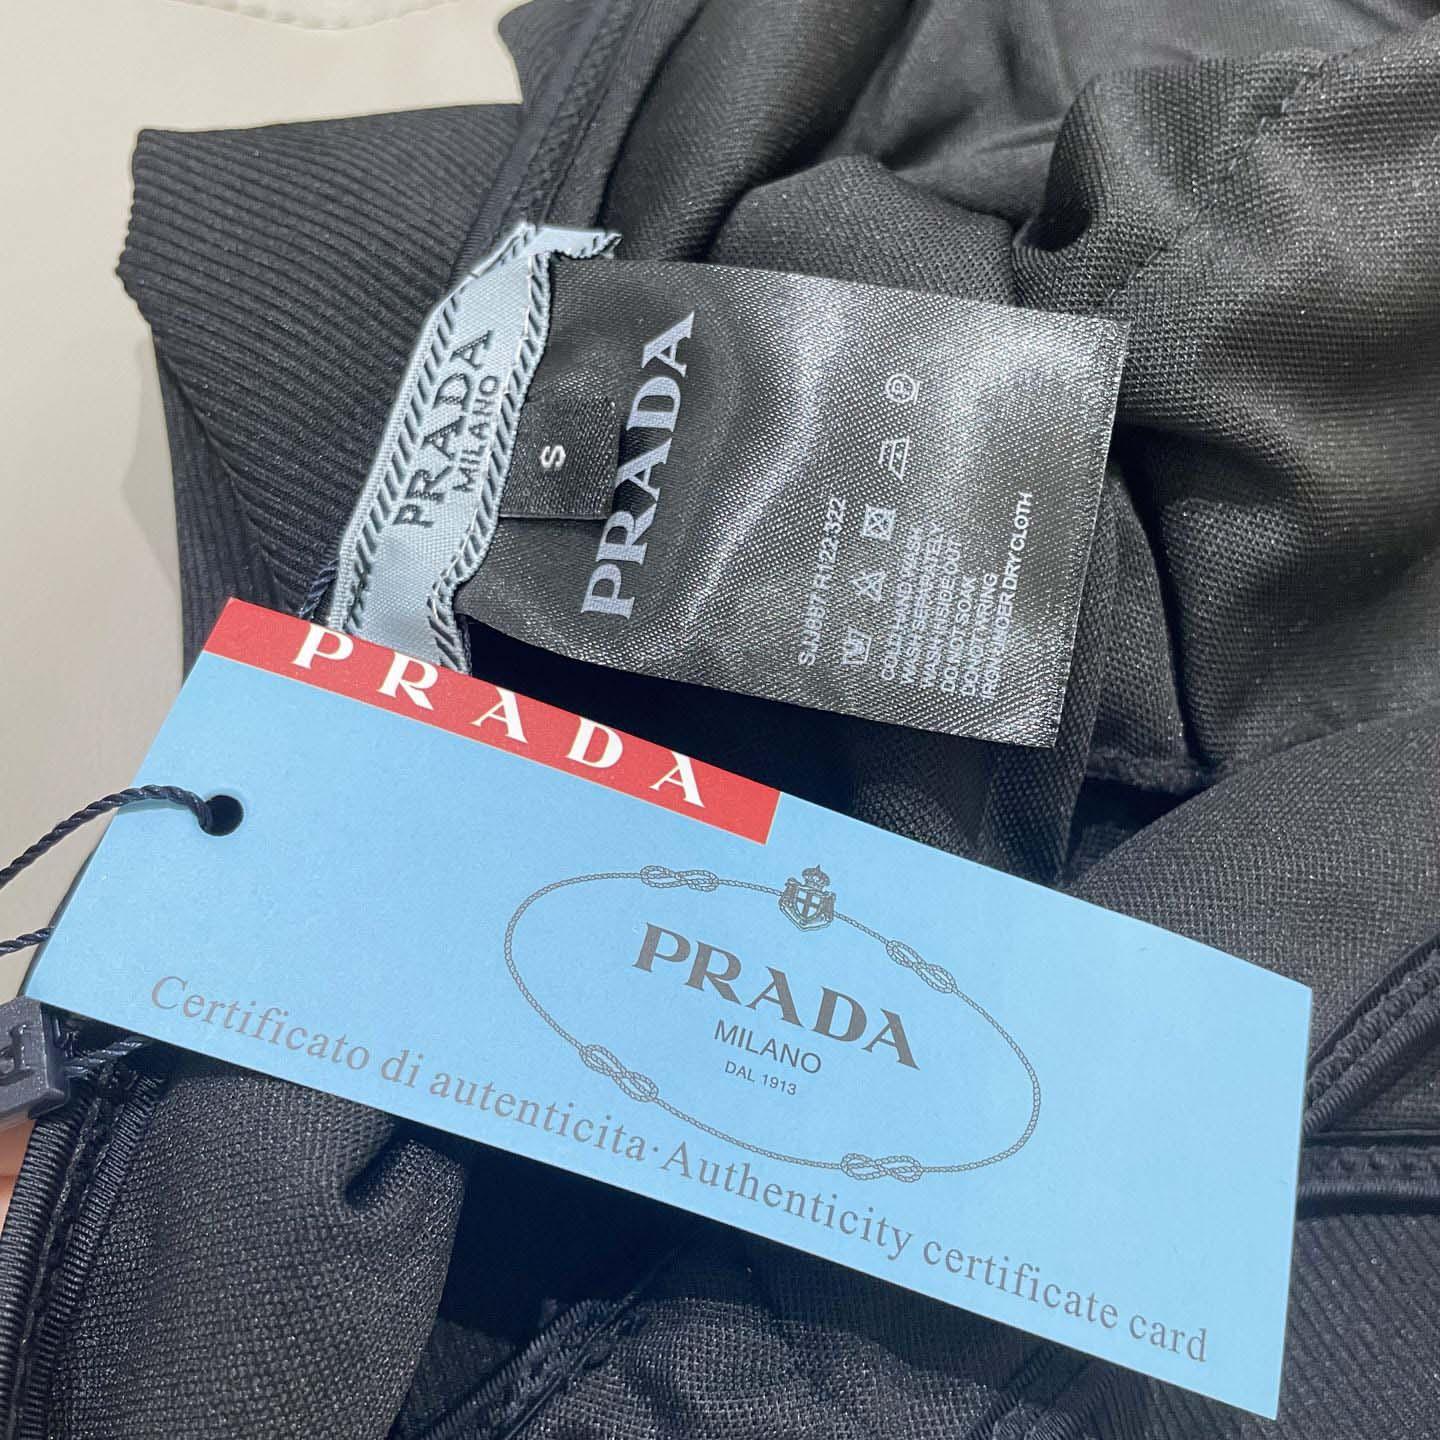 PRADA
MILANO
S
PRADA
COLD HAND WASH
WASH SEPARATELY
WASH INSIDE OUT
DO NOT SOAK
DO NOT WRING
IRON UNDER DRY CLOTH
PRADA
PRADA
MILANO
DAL 1913
Certificato di autenticita·Authenticity certificate card